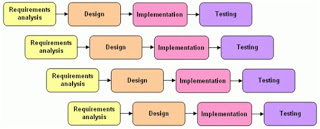 Requirements
analysis
Design
Implementation
Testing
Requirements
analysis
Design
Implementation
Testing
Requirements
analysis
Design
Implementation
Testing
Requirements
analysis
Design
Implementation
Testing